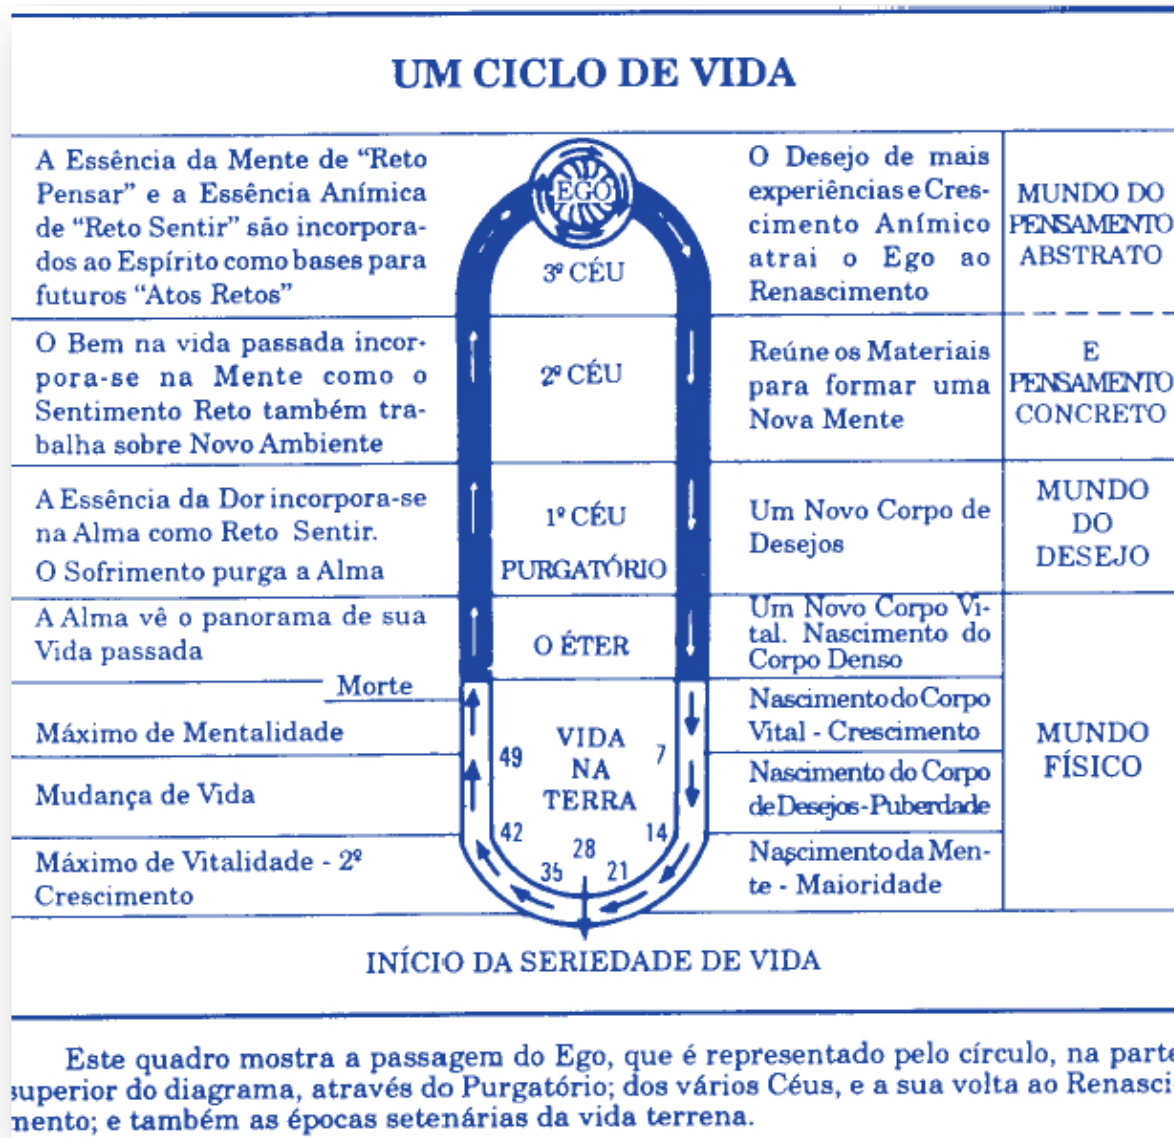 UM CICLO DE VIDA
A Essência da Mente de “Reto
Pensar” e a Essência Anímica
de “Reto Sentir” são incorpora-
dos ao Espírito como bases para
futuros “Atos Retos”
EGO
3º CÉU
O Desejo de mais
experiências e Cres-
cimento Anímico
atrai o Ego ao
Renascimento
MUNDO DO
PENSAMENTO
ABSTRATO
O Bem na vida passada incor-
pora-se na Mente como o
Sentimento Reto também tra-
balha sobre Novo Ambiente
2º CÉU
Reúne os Materiais
para formar uma
Nova Mente
E
PENSAMENTO
CONCRETO
A Essência da Dor incorpora-se
na Alma como Reto Sentir.
O Sofrimento purga a Alma
1º CÉU
PURGATÓRIO
Um Novo Corpo de
Desejos
MUNDO
DO
DESEJO
A Alma vê o panorama de sua
Vida passada
O ÉTER
Um Novo Corpo Vi-
tal. Nascimento do
Corpo Denso
Morte
Máximo de Mentalidade
49
VIDA
NA
TERRA
7
Nascimento do Corpo
Vital - Crescimento
MUNDO
FÍSICO
Mudança de Vida
42
14
Nascimento do Corpo
de Desejos - Puberdade
Máximo de Vitalidade - 2º
Crescimento
35
28
21
Nascimento da Men-
te - Maioridade
INÍCIO DA SERIEDADE DE VIDA
Este quadro mostra a passagem do Ego, que é representado pelo círculo, na parte
superior do diagrama, através do Purgatório; dos vários Céus, e a sua volta ao Renasci-
mento; e também as épocas setenárias da vida terrena.